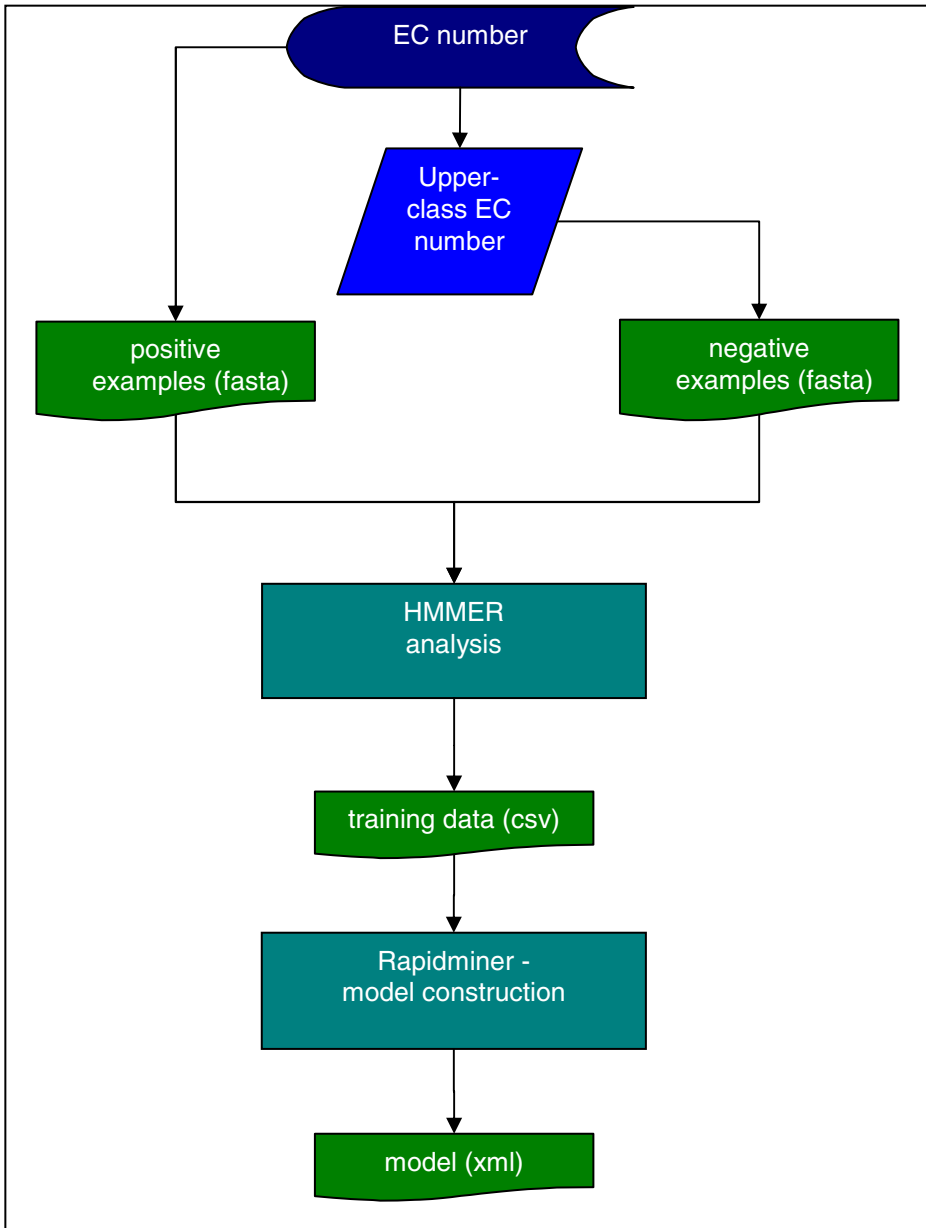 EC number
Upper-
class EC
number
positive
examples (fasta)
negative
examples (fasta)
HMMER
analysis
training data (csv)
Rapidminer -
model construction
model (xml)